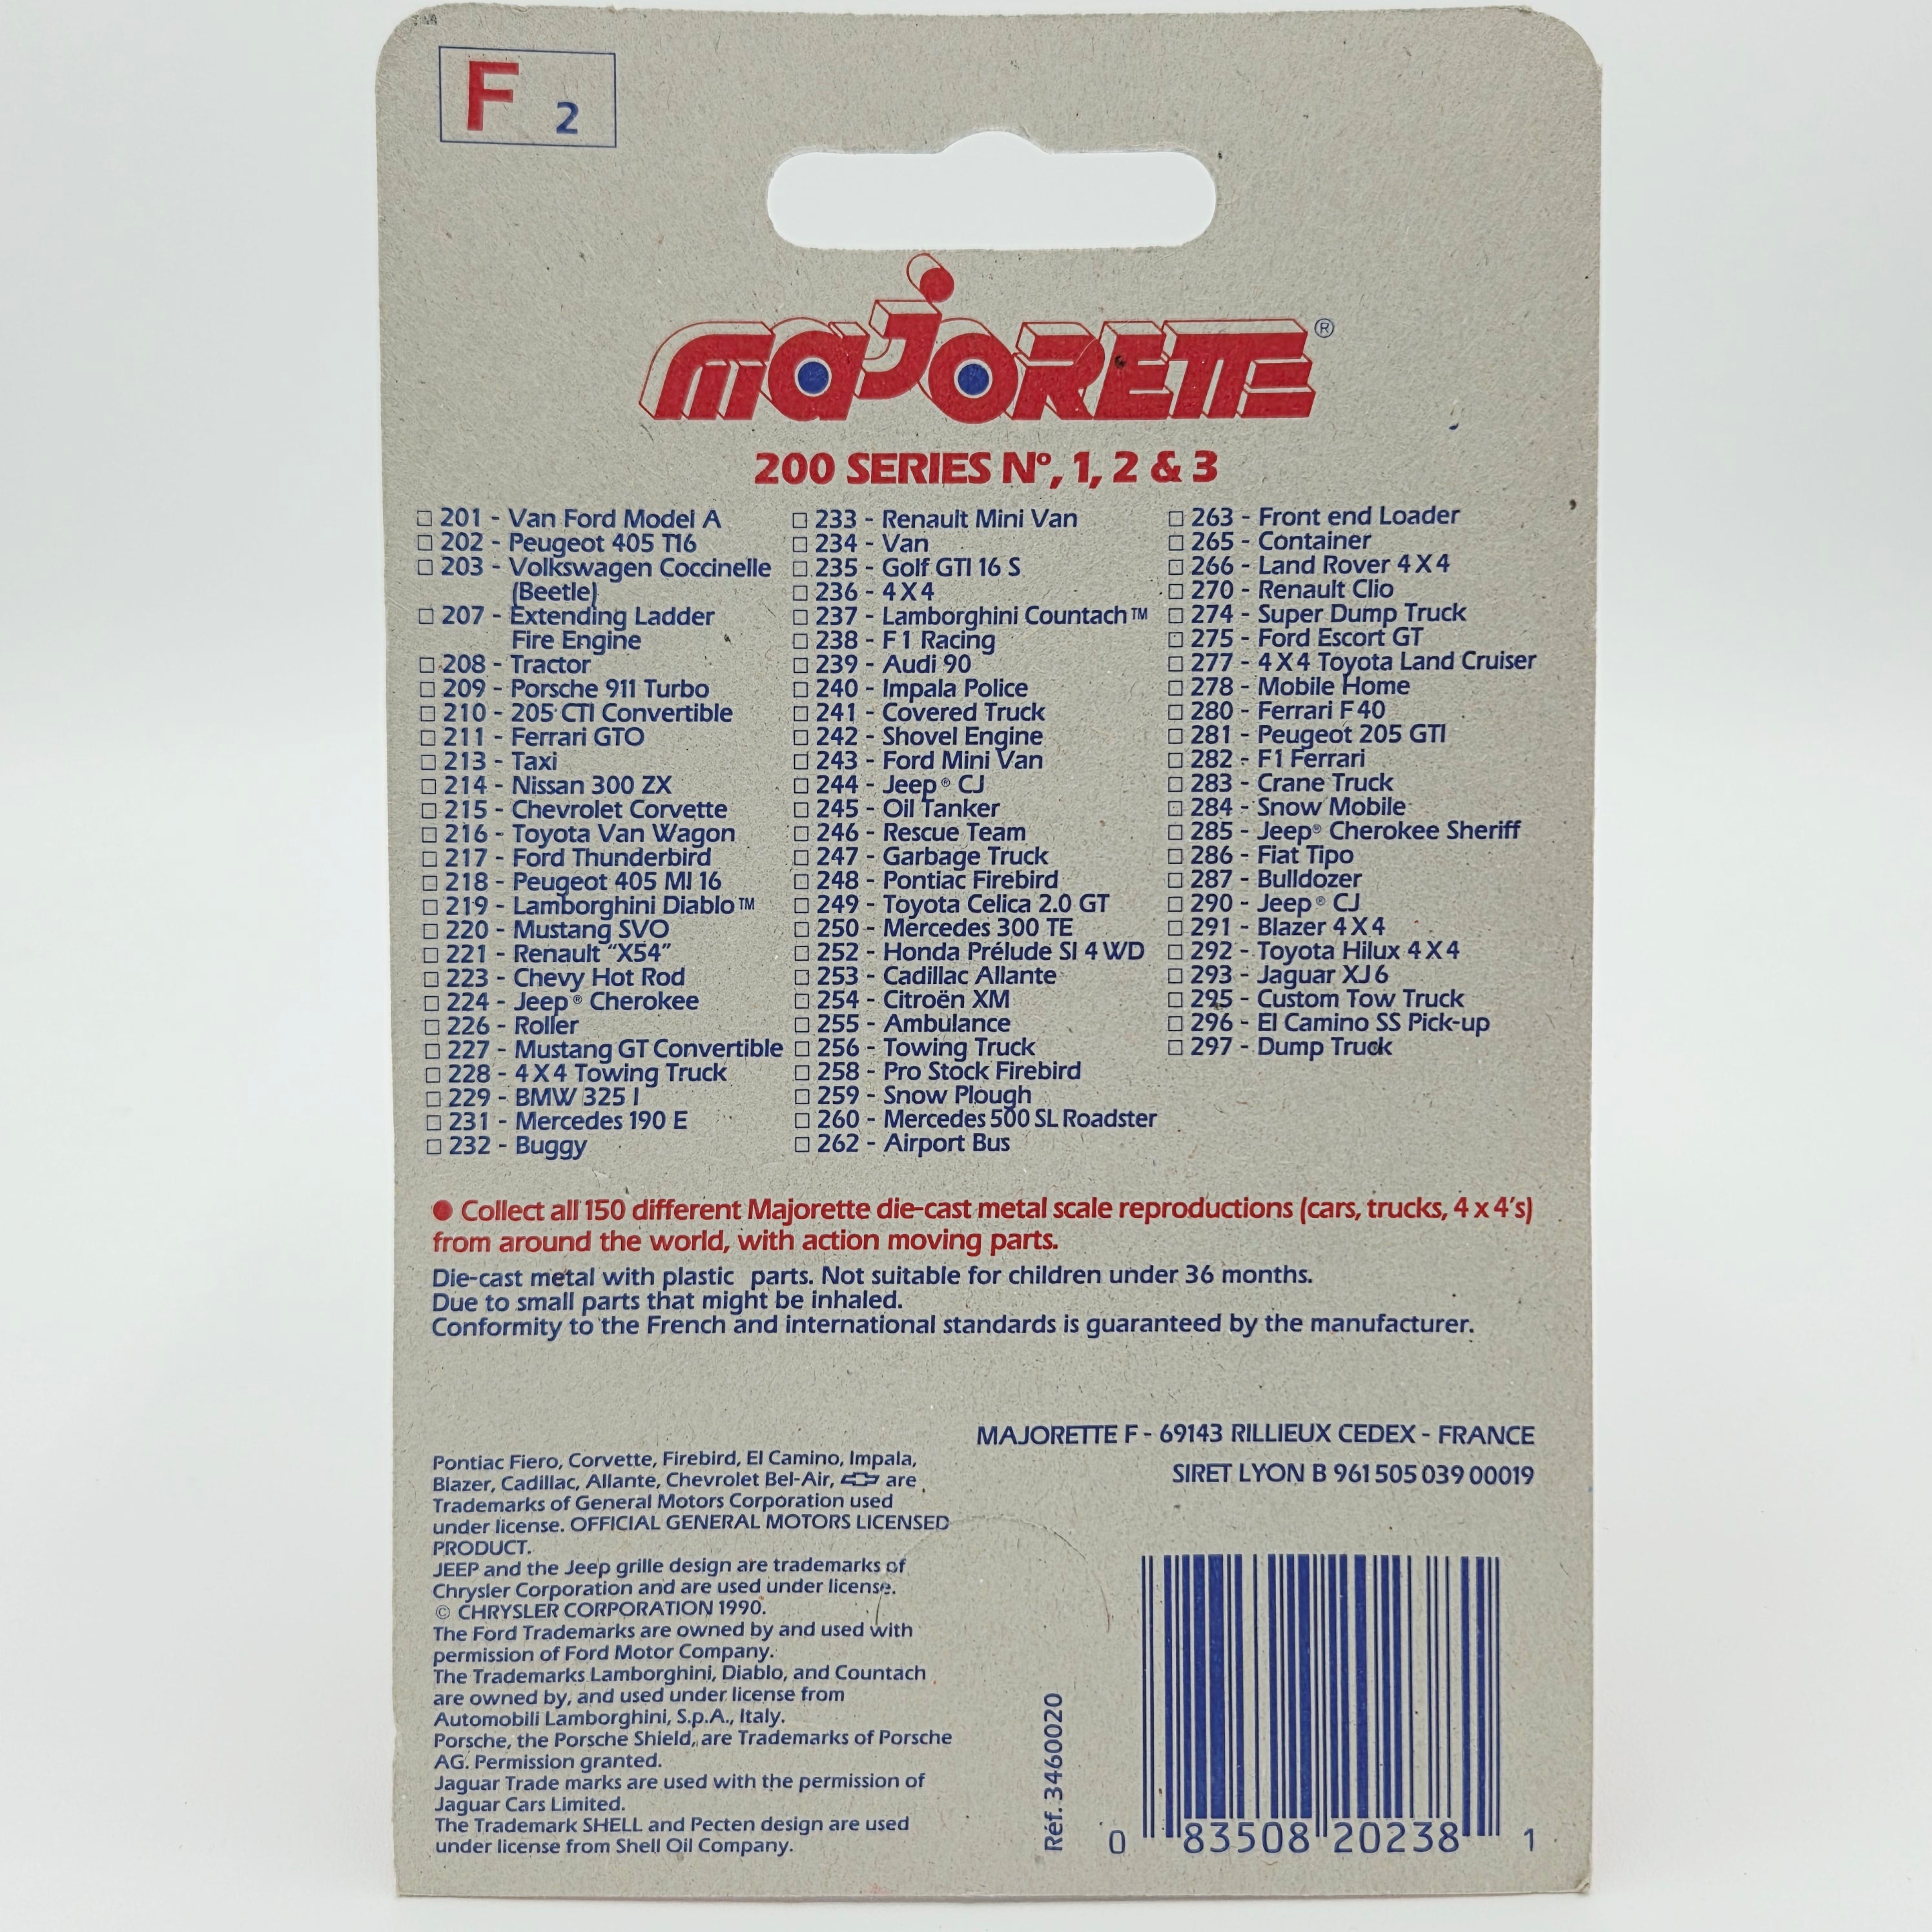 F 2
MAJORETTE ®
200 SERIES Nº, 1, 2 & 3
☐ 201 - Van Ford Model A
☐ 202 - Peugeot 405 T16
☐ 203 - Volkswagen Coccinelle
(Beetle)
☐ 207 - Extending Ladder
Fire Engine
☐ 208 - Tractor
☐ 209 - Porsche 911 Turbo
☐ 210 - 205 CTI Convertible
☐ 211 - Ferrari GTO
☐ 213 - Taxi
☐ 214 - Nissan 300 ZX
☐ 215 - Chevrolet Corvette
☐ 216 - Toyota Van Wagon
☐ 217 - Ford Thunderbird
☐ 218 - Peugeot 405 MI 16
☐ 219 - Lamborghini Diablo™
☐ 220 - Mustang SVO
☐ 221 - Renault “X54”
☐ 223 - Chevy Hot Rod
☐ 224 - Jeep® Cherokee
☐ 226 - Roller
☐ 227 - Mustang GT Convertible
☐ 228 - 4 X 4 Towing Truck
☐ 229 - BMW 325 I
☐ 231 - Mercedes 190 E
☐ 232 - Buggy
☐ 233 - Renault Mini Van
☐ 234 - Van
☐ 235 - Golf GTI 16 S
☐ 236 - 4 X 4
☐ 237 - Lamborghini Countach™
☐ 238 - F1 Racing
☐ 239 - Audi 90
☐ 240 - Impala Police
☐ 241 - Covered Truck
☐ 242 - Shovel Engine
☐ 243 - Ford Mini Van
☐ 244 - Jeep® CJ
☐ 245 - Oil Tanker
☐ 246 - Rescue Team
☐ 247 - Garbage Truck
☐ 248 - Pontiac Firebird
☐ 249 - Toyota Celica 2.0 GT
☐ 250 - Mercedes 300 TE
☐ 252 - Honda Prélude SI 4 WD
☐ 253 - Cadillac Allante
☐ 254 - Citroën XM
☐ 255 - Ambulance
☐ 256 - Towing Truck
☐ 258 - Pro Stock Firebird
☐ 259 - Snow Plough
☐ 260 - Mercedes 500 SL Roadster
☐ 262 - Airport Bus
☐ 263 - Front end Loader
☐ 265 - Container
☐ 266 - Land Rover 4 X 4
☐ 270 - Renault Clio
☐ 274 - Super Dump Truck
☐ 275 - Ford Escort GT
☐ 277 - 4 X 4 Toyota Land Cruiser
☐ 278 - Mobile Home
☐ 280 - Ferrari F 40
☐ 281 - Peugeot 205 GTI
☐ 282 - F1 Ferrari
☐ 283 - Crane Truck
☐ 284 - Snow Mobile
☐ 285 - Jeep® Cherokee Sheriff
☐ 286 - Fiat Tipo
☐ 287 - Bulldozer
☐ 290 - Jeep® CJ
☐ 291 - Blazer 4 X 4
☐ 292 - Toyota Hilux 4 X 4
☐ 293 - Jaguar XJ6
☐ 295 - Custom Tow Truck
☐ 296 - El Camino SS Pick-up
☐ 297 - Dump Truck
● Collect all 150 different Majorette die-cast metal scale reproductions (cars, trucks, 4 x 4's)
from around the world, with action moving parts.
Die-cast metal with plastic parts. Not suitable for children under 36 months.
Due to small parts that might be inhaled.
Conformity to the French and international standards is guaranteed by the manufacturer.
MAJORETTE F - 69143 RILLIEUX CEDEX - FRANCE
SIRET LYON B 961 505 039 00019
Pontiac Fiero, Corvette, Firebird, El Camino, Impala,
Blazer, Cadillac, Allante, Chevrolet Bel-Air, are
Trademarks of General Motors Corporation used
under license. OFFICIAL GENERAL MOTORS LICENSED
PRODUCT.
JEEP and the Jeep grille design are trademarks of
Chrysler Corporation and are used under license.
© CHRYSLER CORPORATION 1990.
The Ford Trademarks are owned by and used with
permission of Ford Motor Company.
The Trademarks Lamborghini, Diablo, and Countach
are owned by, and used under license from
Automobili Lamborghini, S.p.A., Italy.
Porsche, the Porsche Shield, are Trademarks of Porsche
AG. Permission granted.
Jaguar Trade marks are used with the permission of
Jaguar Cars Limited.
The Trademark SHELL and Pecten design are used
under license from Shell Oil Company.
Réf. 3460020
0 83508 20238 1